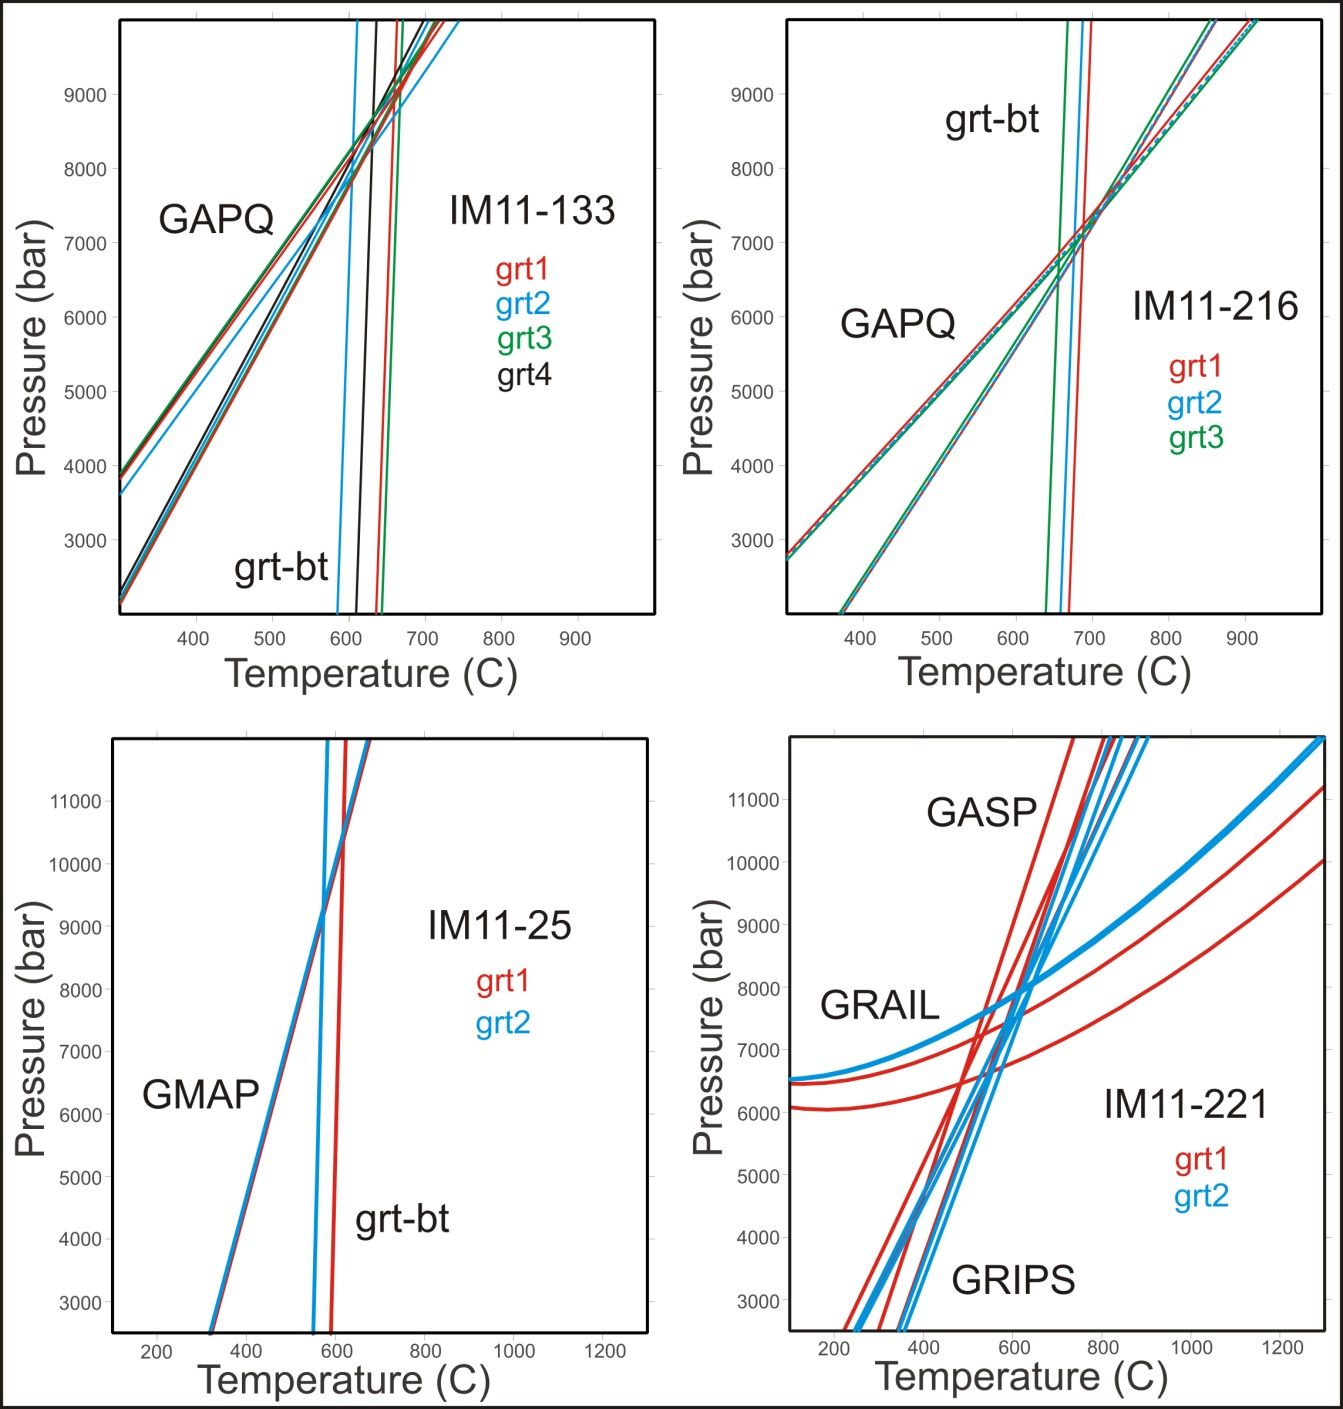 9000
8000
7000
6000
5000
4000
3000
Pressure (bar)
GAPQ
IM11-133
grt1
grt2
grt3
grt4
grt-bt
400 500 600 700 800 900
Temperature (C)
9000
8000
7000
6000
5000
4000
3000
Pressure (bar)
grt-bt
GAPQ
IM11-216
grt1
grt2
grt3
400 500 600 700 800 900
Temperature (C)
11000
10000
9000
8000
7000
6000
5000
4000
3000
Pressure (bar)
IM11-25
grt1
grt2
GMAP
grt-bt
200 400 600 800 1000 1200
Temperature (C)
11000
10000
9000
8000
7000
6000
5000
4000
3000
Pressure (bar)
GASP
GRAIL
IM11-221
grt1
grt2
GRIPS
200 400 600 800 1000 1200
Temperature (C)